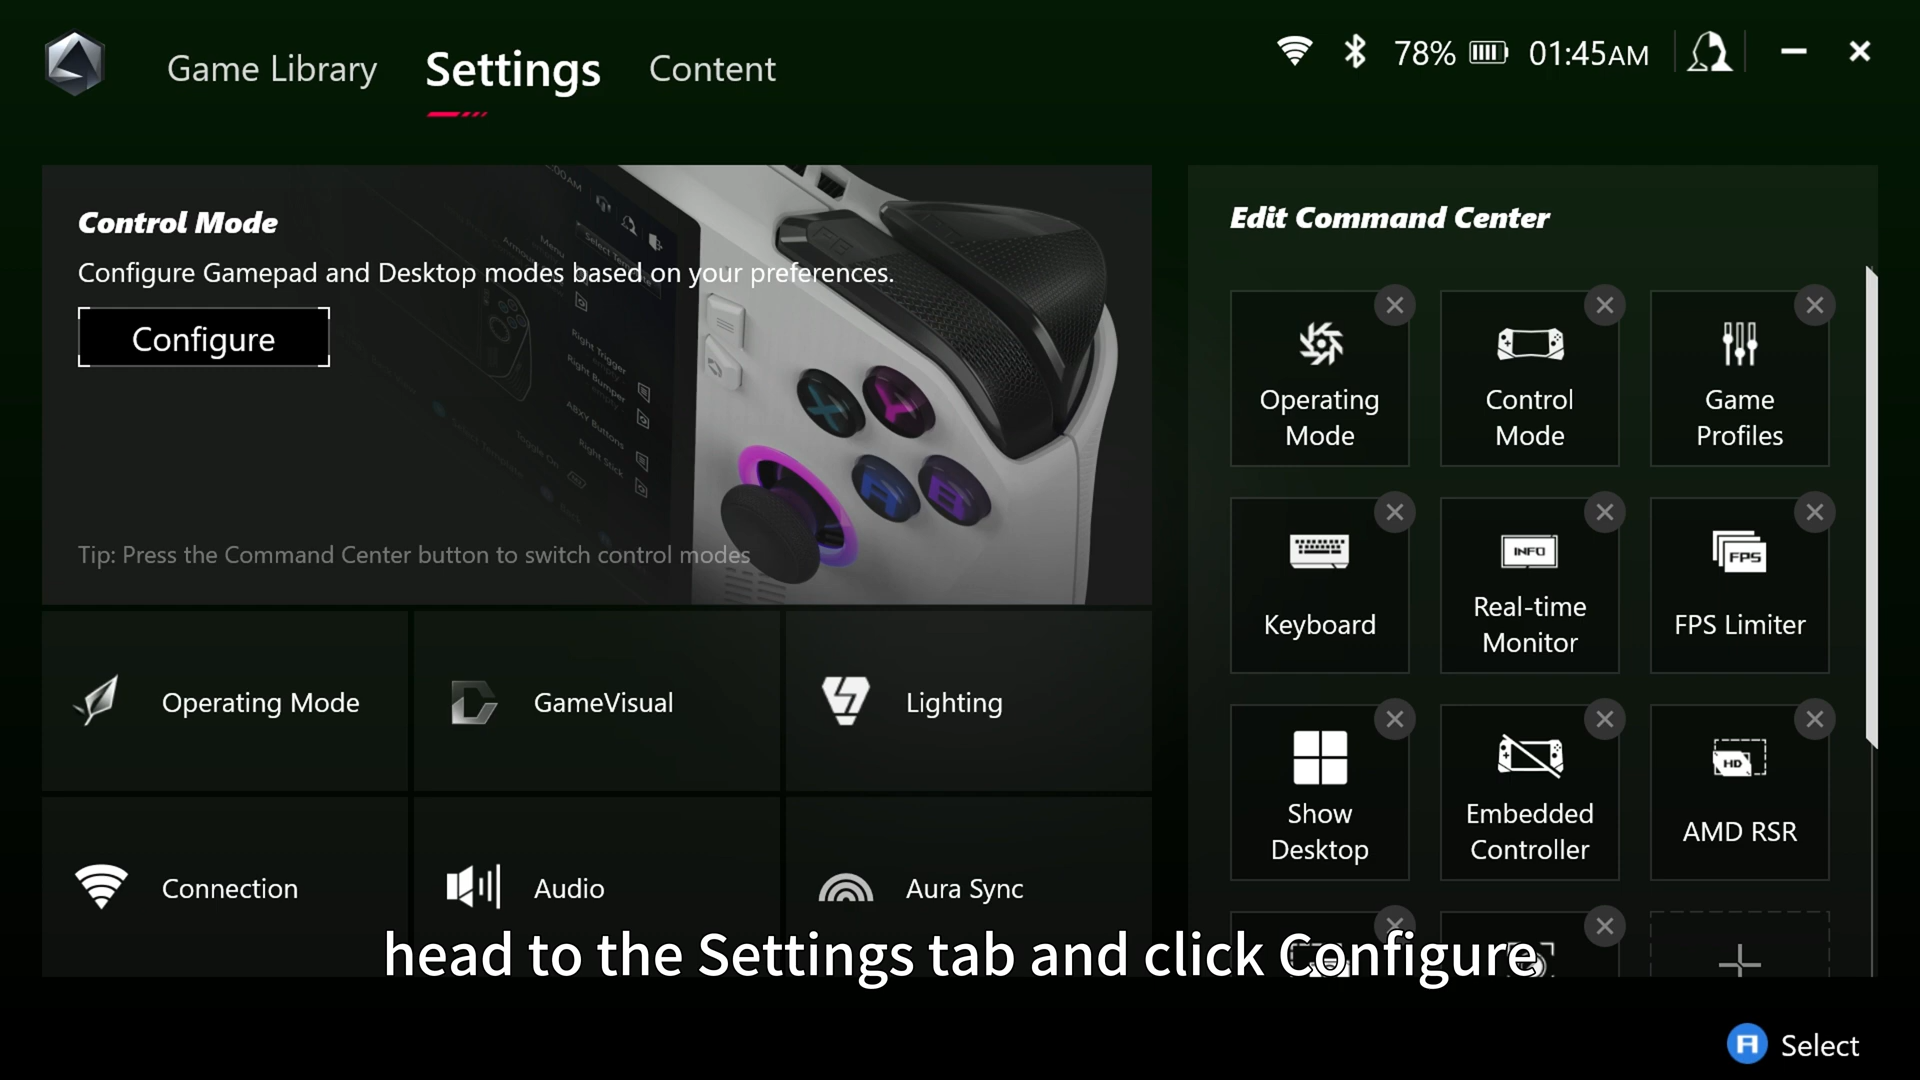 Game Library
Settings
Content
78%
01:45AM
Control Mode
Configure Gamepad and Desktop modes based on your preferences.
Configure
X
Y
A
B
Tip: Press the Command Center button to switch control modes
Operating Mode
GameVisual
Lighting
Connection
Audio
Aura Sync
Edit Command Center
Operating
Mode
Control
Mode
Game
Profiles
Keyboard
INFO
Real-time
Monitor
FPS
FPS Limiter
Show
Desktop
Embedded
Controller
HD
AMD RSR
head to the Settings tab and click Configure
A Select